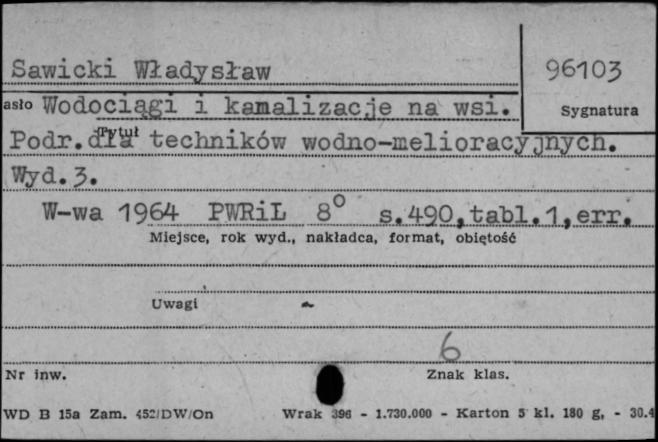 Sawicki Władysław
96103
asło Wodociągi i kamalizacje na wsi.
Sygnatura
Tytuł
Podr.dla techników wodno-melioracyjnych.
Wyd.3.
W-wa 1964 PWRiL 8° s.490,tabl.1,err.
Miejsce, rok wyd., nakładca, format, objętość
Uwagi
6
Nr inw.
Znak klas.
WD B 15a Zam. 452/DW/On Wrak 396 - 1.730.000 - Karton 5 kl. 180 g, - 30.4